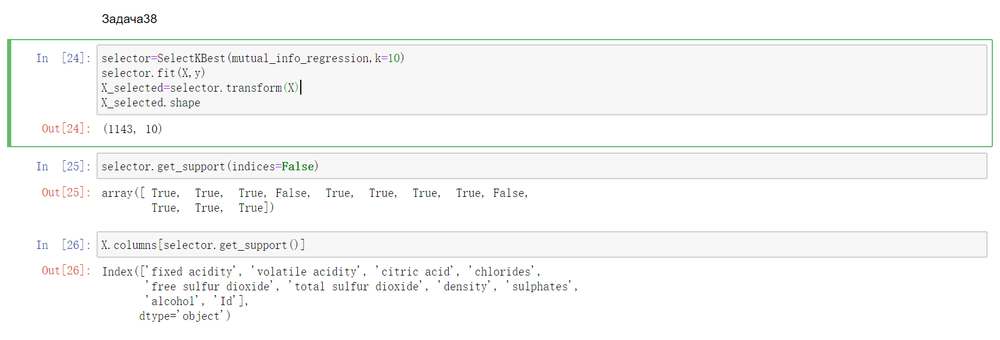 Задача38
In [24]: selector=SelectKBest(mutual_info_regression,k=10)
selector.fit(X,y)
X_selected=selector.transform(X)
X_selected.shape
Out[24]: (1143, 10)
In [25]: selector.get_support(indices=False)
Out[25]: array([ True, True, True, False, True, True, True, True, False,
True, True, True])
In [26]: X.columns[selector.get_support()]
Out[26]: Index(['fixed acidity', 'volatile acidity', 'citric acid', 'chlorides',
'free sulfur dioxide', 'total sulfur dioxide', 'density', 'sulphates',
'alcohol', 'Id'],
dtype='object')